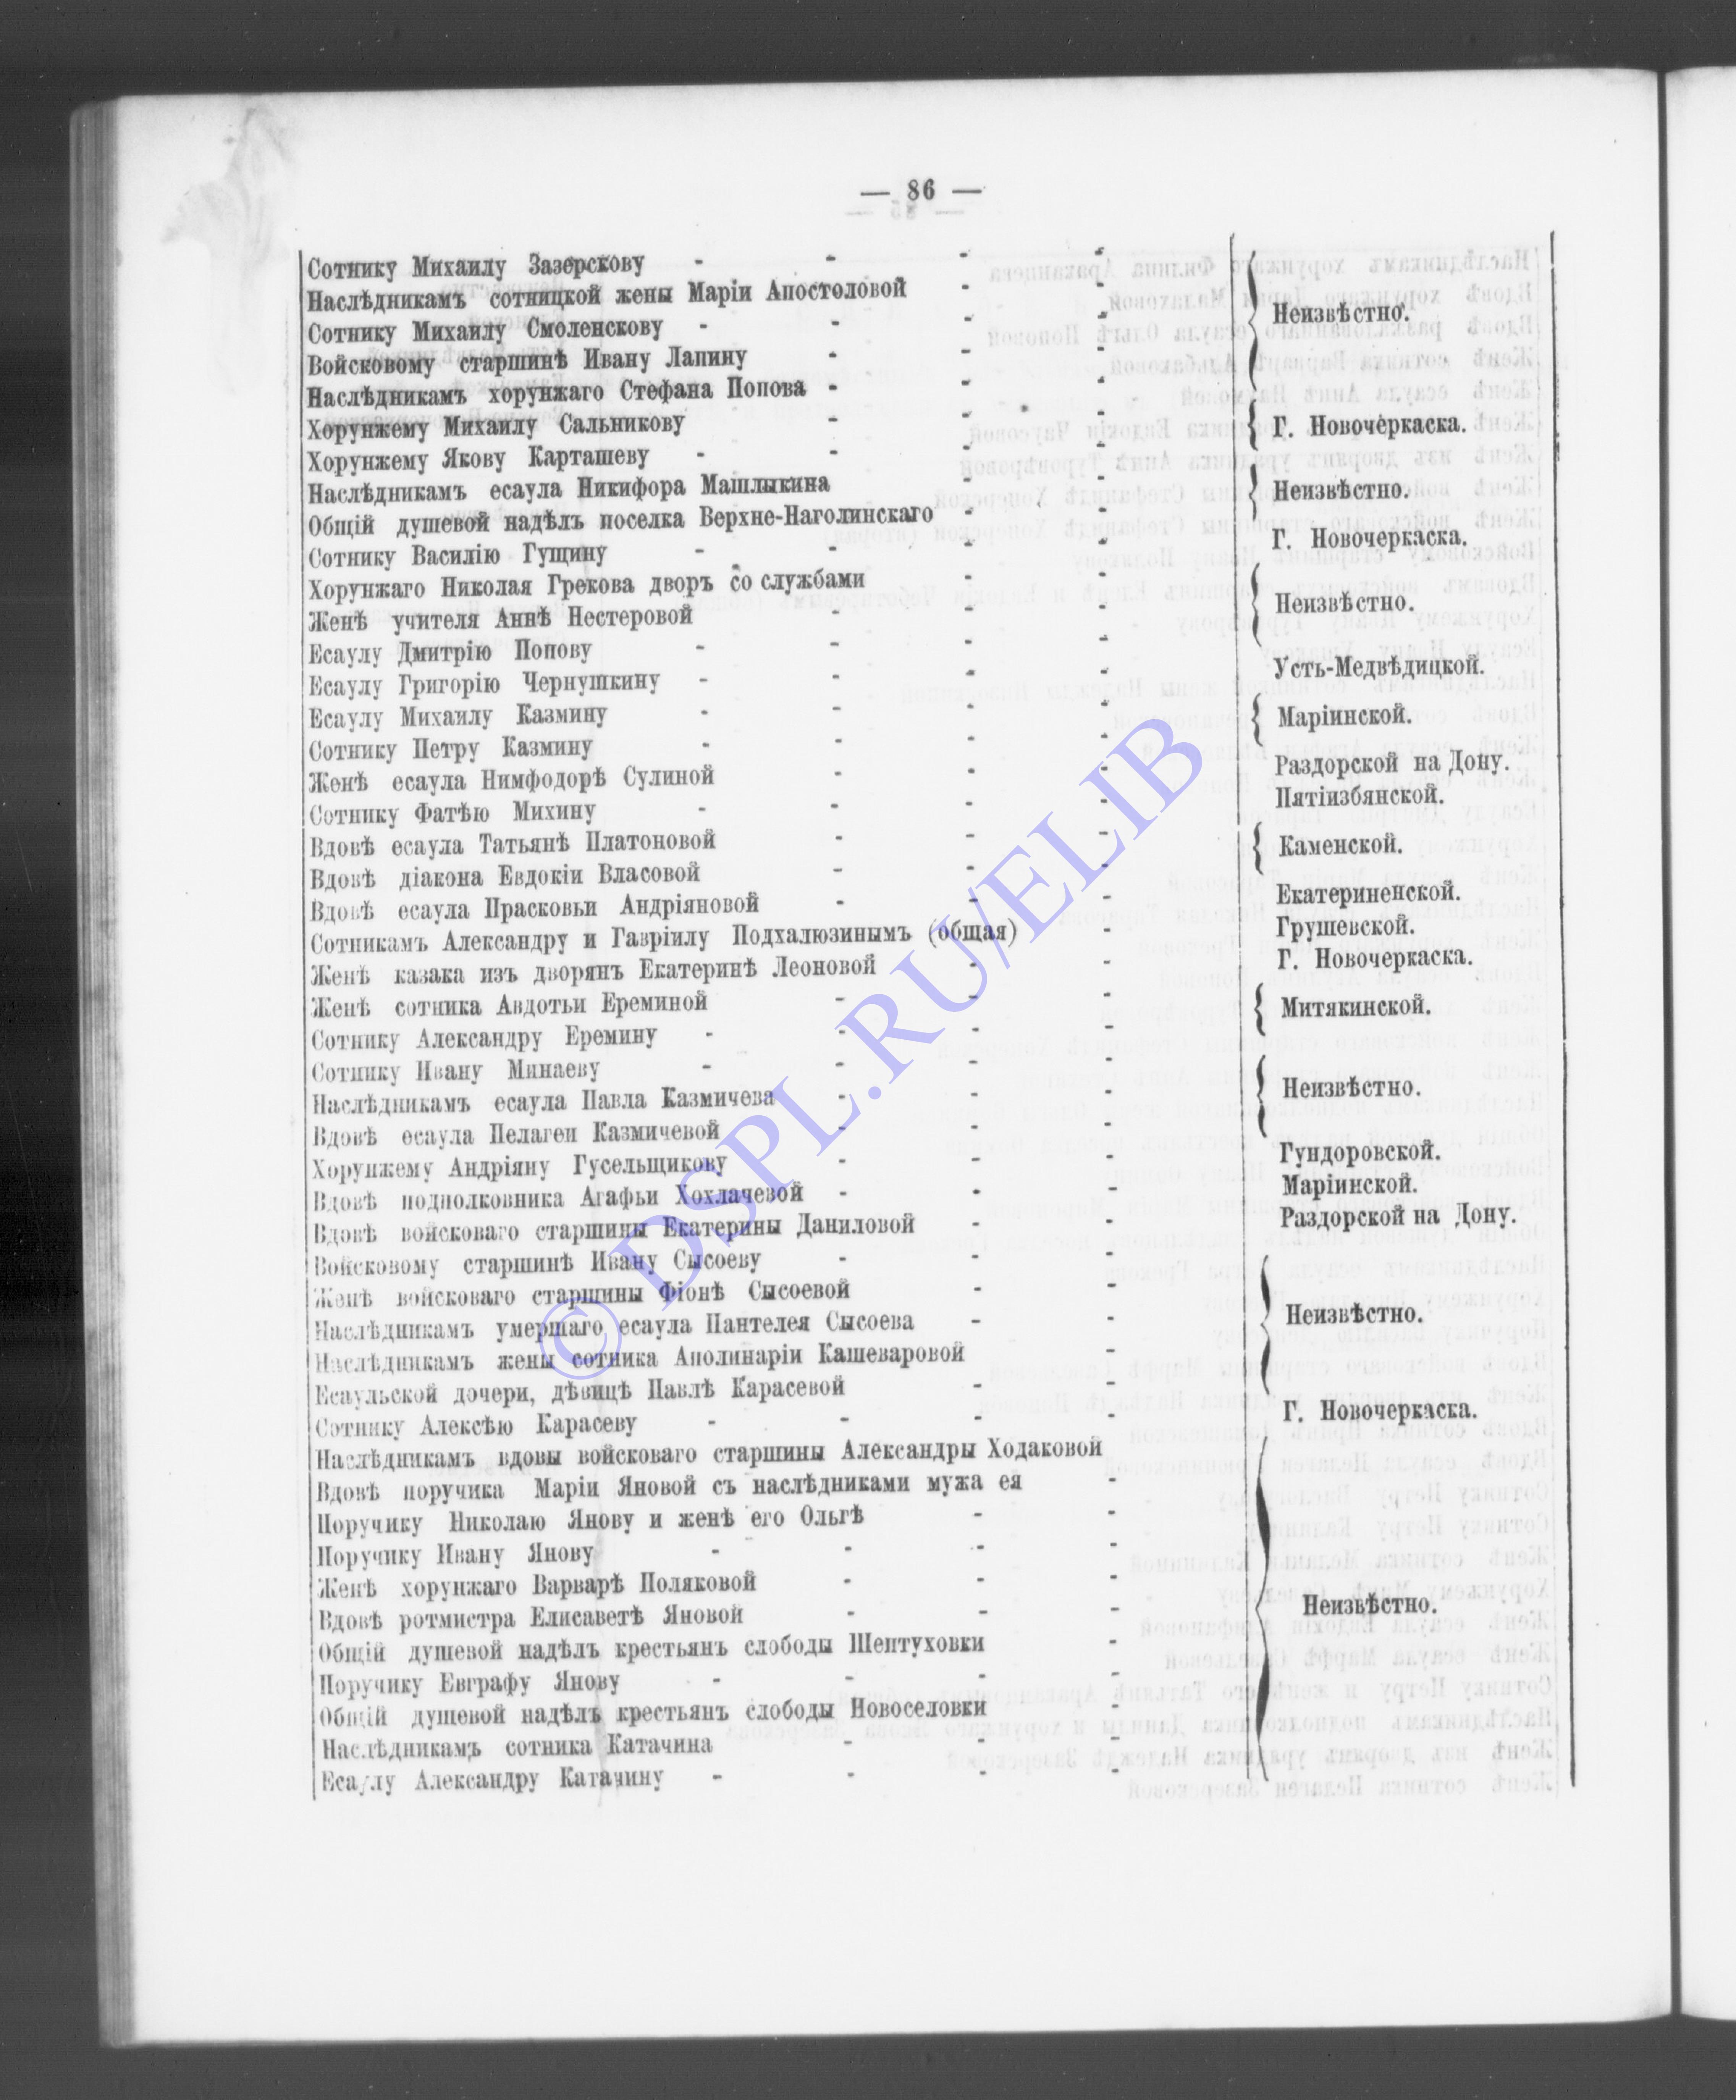 — 86 —
Сотнику Михаилу Зазерскову - - - -
Наслѣдникамъ сотницкой жены Маріи Апостоловой - -
Сотнику Михаилу Смоленскову - - - - Неизвѣстно.
Войсковому старшинѣ Ивану Лапину - - -
Наслѣдникамъ хорунжаго Стефана Попова - - -
Хорунжему Михаилу Сальникову - - - Г. Новочеркаска.
Хорунжему Якову Карташеву - - - -
Наслѣдникамъ есаула Никифора Машлыкина - - Неизвѣстно.
Общій душевой надѣлъ поселка Верхне-Наголинскаго - -
Сотнику Василію Гущину - - - - Г. Новочеркаска.
Хорунжаго Николая Грекова дворъ со службами - -
Женѣ учителя Аннѣ Нестеровой - - - Неизвѣстно.
Есаулу Дмитрію Попову - - - -
Есаулу Григорію Чернушкину - - - - Усть-Медвѣдицкой.
Есаулу Михаилу Казмину - - - - Маріинской.
Сотнику Петру Казмину - - - -
Женѣ есаула Нимфодорѣ Сулиной - - - Раздорской на Дону.
Сотнику Фатѣю Михину - - - - Пятіизбянской.
Вдовѣ есаула Татьянѣ Платоновой - - - Каменской.
Вдовѣ діакона Евдокіи Власовой - - -
Вдовѣ есаула Прасковьи Андріяновой - - - Екатериненской.
Сотникамъ Александру и Гавріилу Подхалюзинымъ (общая) - Грушевской.
Женѣ казака изъ дворянъ Екатеринѣ Леоновой - - Г. Новочеркаска.
Женѣ сотника Авдотьи Ереминой - - - Митякинской.
Сотнику Александру Еремину - - - -
Сотнику Ивану Минаеву - - - -
Наслѣдникамъ есаула Павла Казмичева - - - Неизвѣстно.
Вдовѣ есаула Пелагеи Казмичевой - - -
Хорунжему Андріяну Гусельщикову - - - Гундоровской.
Вдовѣ подполковника Агафьи Хохлачевой - - - Маріинской.
Вдовѣ войсковаго старшины Екатерины Даниловой - - Раздорской на Дону.
Войсковому старшинѣ Ивану Сысоеву - - -
Женѣ войсковаго старшины Фіонѣ Сысоевой - -
Наслѣдникамъ умершаго есаула Пантелея Сысоева - - Неизвѣстно.
Наслѣдникамъ жены сотника Аполинаріи Кашеваровой -
Есаульской дочери, дѣвицѣ Павлѣ Карасевой - -
Сотнику Алексѣю Карасеву - - - - Г. Новочеркаска.
Наслѣдникамъ вдовы войсковаго старшины Александры Ходаковой
Вдовѣ поручика Маріи Яновой съ наслѣдниками мужа ея -
Поручику Николаю Янову и женѣ его Ольгѣ - -
Поручику Ивану Янову - - - -
Женѣ хорунжаго Варварѣ Поляковой - - -
Вдовѣ ротмистра Елисаветѣ Яновой - - - Неизвѣстно.
Общій душевой надѣлъ крестьянъ слободы Шептуховки -
Поручику Евграфу Янову - - - -
Общій душевой надѣлъ крестьянъ слободы Новоселовки -
Наслѣдникамъ сотника Катачина - - -
Есаулу Александру Катачину - - - -
© DSPL.RU/ELIB